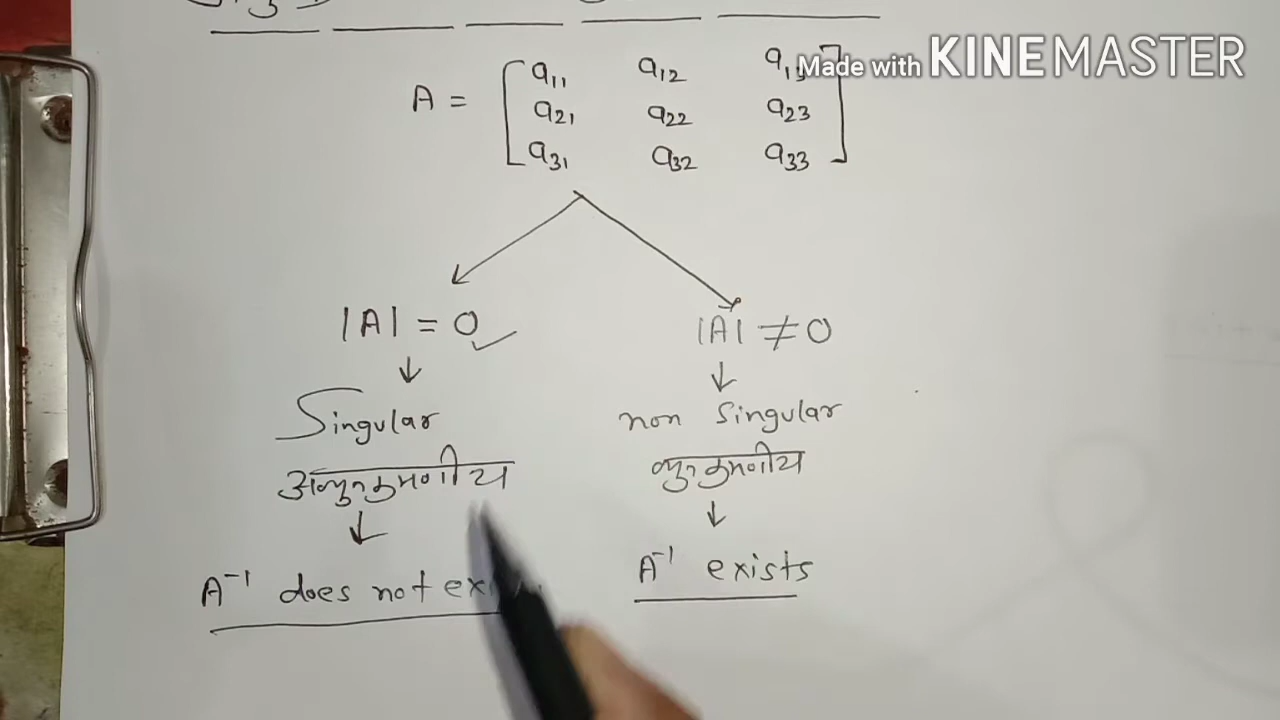 Made with KINEMASTER
A = [ a11 a12 a13 ]
a21 a22 a23
a31 a32 a33
|A| = 0 |A| ≠ 0
Singular non singular
अव्युत्क्रमणीय व्युत्क्रमणीय
A⁻¹ does not A⁻¹ exists